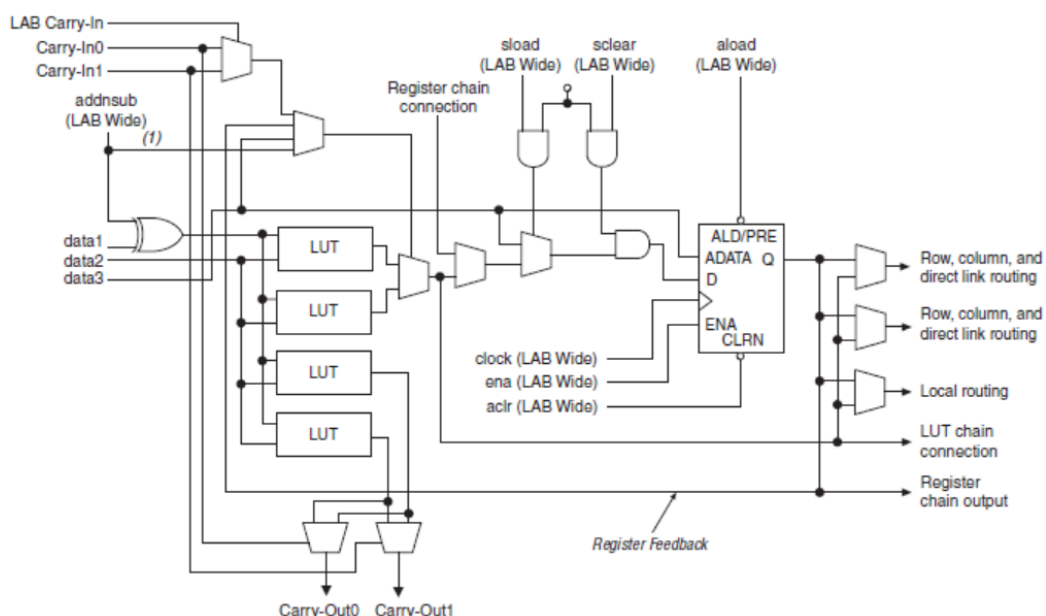 LAB Carry-In
Carry-In0
Carry-In1
addnsub
(LAB Wide)
(1)
data1
data2
data3
Register chain
connection
sload
(LAB Wide)
sclear
(LAB Wide)
aload
(LAB Wide)
LUT
LUT
LUT
LUT
ALD/PRE
ADATA Q
D
ENA
CLRN
clock (LAB Wide)
ena (LAB Wide)
aclr (LAB Wide)
Row, column, and
direct link routing
Row, column, and
direct link routing
Local routing
LUT chain
connection
Register
chain output
Register Feedback
Carry-Out0 Carry-Out1